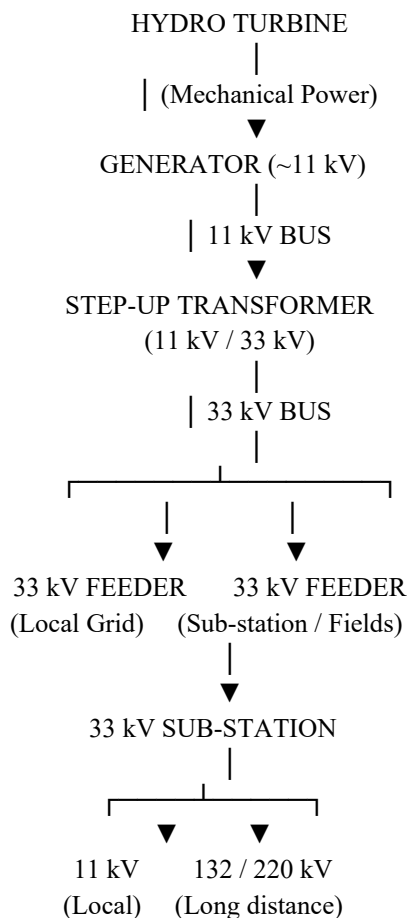 HYDRO TURBINE
(Mechanical Power)
GENERATOR (~11 kV)
11 kV BUS
STEP-UP TRANSFORMER
(11 kV / 33 kV)
33 kV BUS
33 kV FEEDER 33 kV FEEDER
(Local Grid) (Sub-station / Fields)
33 kV SUB-STATION
11 kV 132 / 220 kV
(Local) (Long distance)